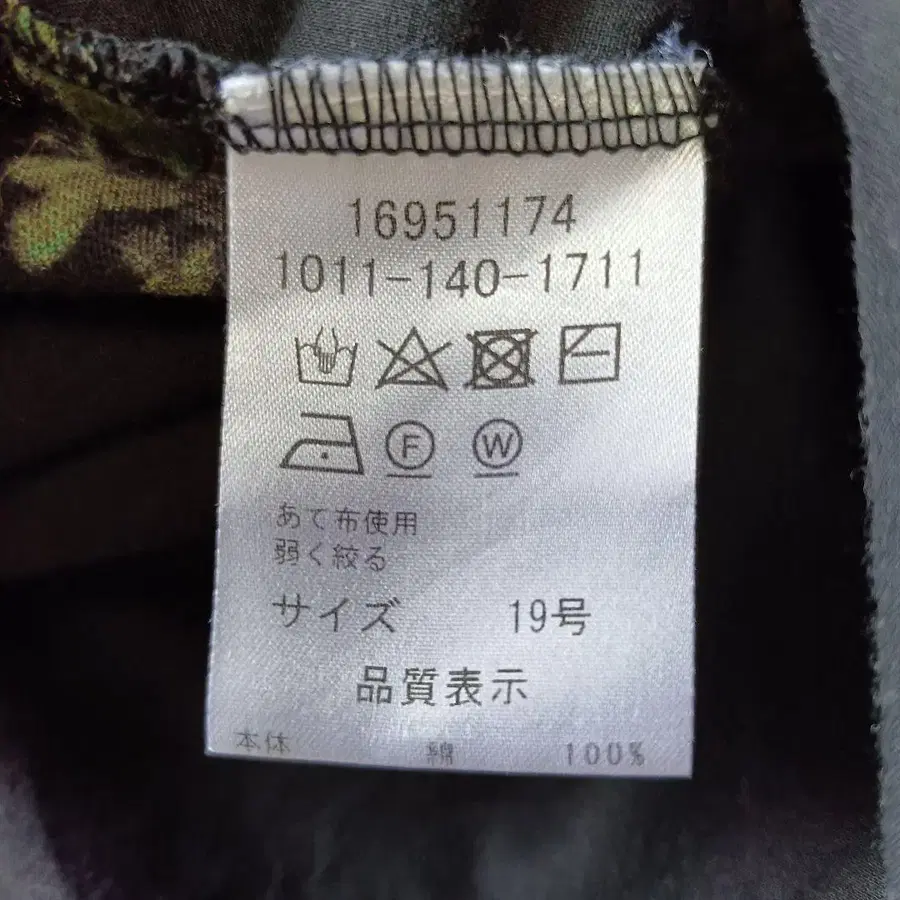 16951174
1011-140-1711
F W
あて布使用
弱く絞る
サイズ 19号
品質表示
本体 綿 100%